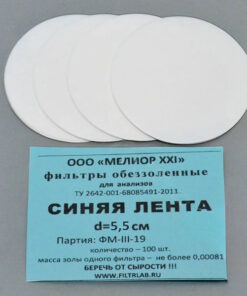 ООО «МЕЛИОР XXI»
фильтры обеззоленные
для анализов
ТУ 2642-001-68085491-2011.
СИНЯЯ ЛЕНТА
d=5,5 см
Партия: ФМ-III-19
количество – 100 шт.
масса золы одного фильтра – не более 0,00081
БЕРЕЧЬ ОТ СЫРОСТИ !!!
WWW.FILTRLAB.RU